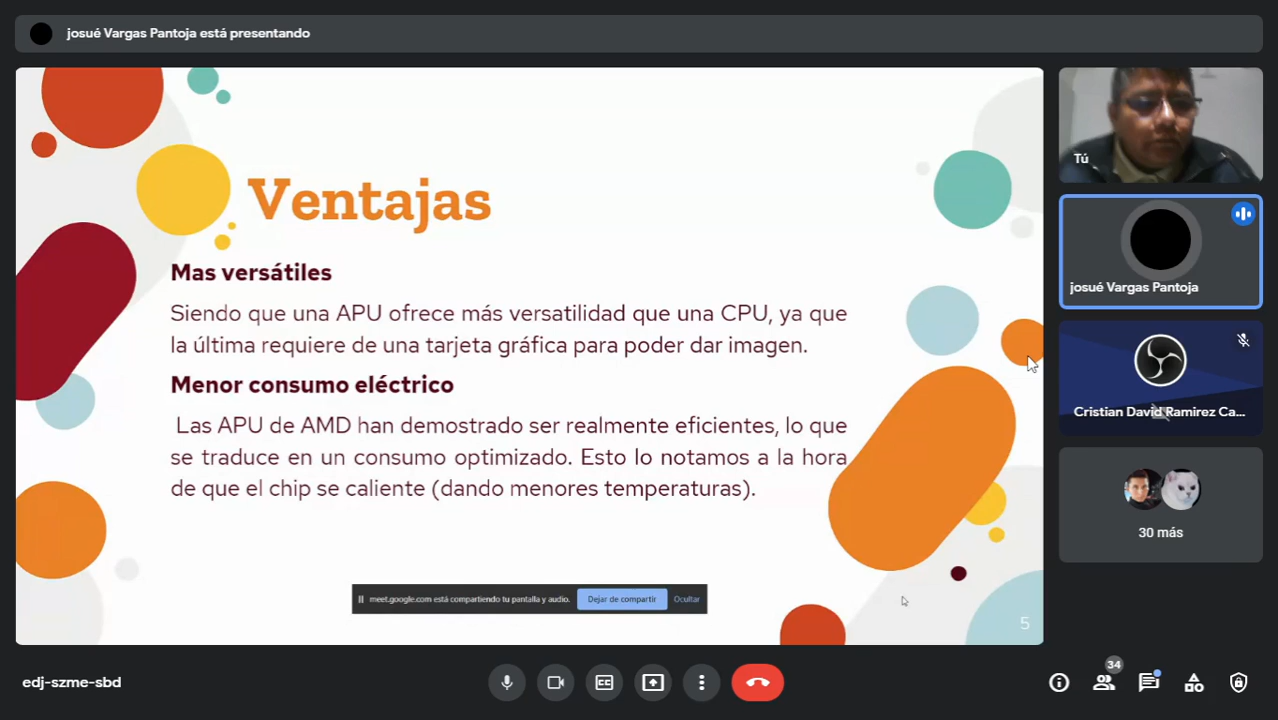 josué Vargas Pantoja está presentando
Ventajas
Mas versátiles
Siendo que una APU ofrece más versatilidad que una CPU, ya que
la última requiere de una tarjeta gráfica para poder dar imagen.
Menor consumo eléctrico
Las APU de AMD han demostrado ser realmente eficientes, lo que
se traduce en un consumo optimizado. Esto lo notamos a la hora
de que el chip se caliente (dando menores temperaturas).
meet.google.com está compartiendo tu pantalla y audio. Dejar de compartir Ocultar
5
Tú
josué Vargas Pantoja
Cristian David Ramirez Ca...
30 más
edj-szme-sbd
CC
34